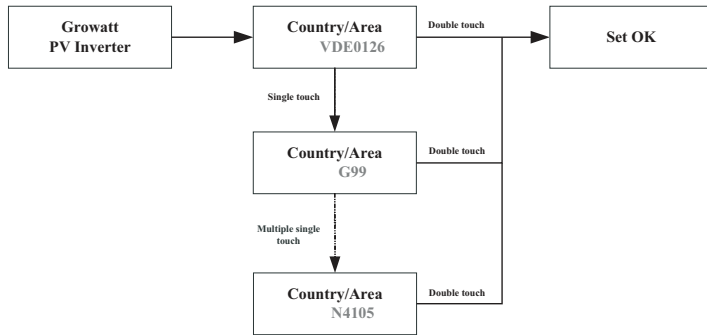 Growatt
PV Inverter
Country/Area
VDE0126
Double touch
Set OK
Single touch
Country/Area
G99
Double touch
Multiple single
touch
Country/Area
N4105
Double touch